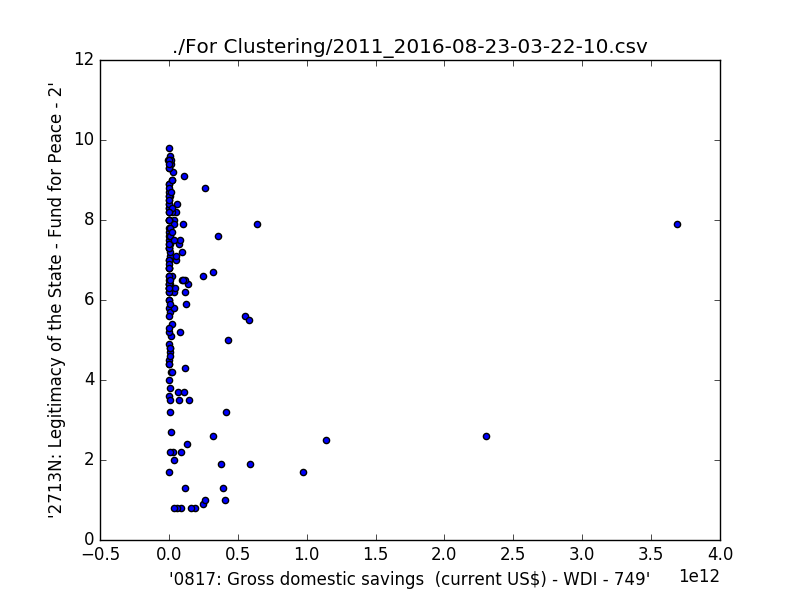 ./For Clustering/2011_2016-08-23-03-22-10.csv
12
10
8
6
4
2
0
'2713N: Legitimacy of the State - Fund for Peace - 2'
−0.5 0.0 0.5 1.0 1.5 2.0 2.5 3.0 3.5 4.0
1e12
'0817: Gross domestic savings  (current US$) - WDI - 749'